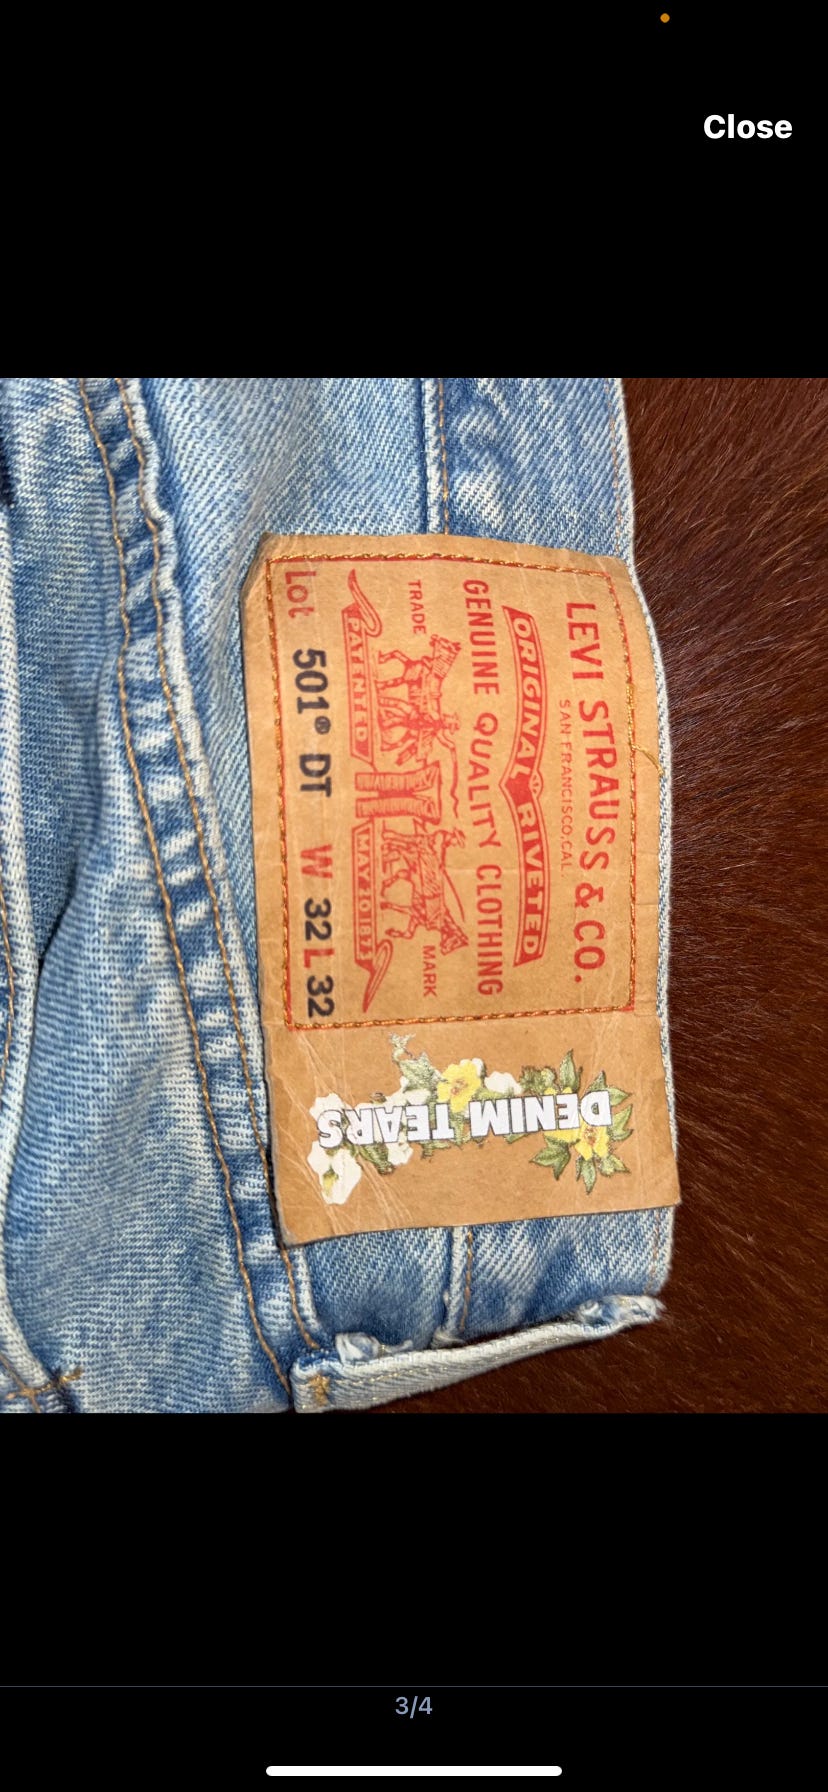 Close
LEVI STRAUSS & CO.
SAN FRANCISCO, CAL.
ORIGINAL RIVETED
GENUINE QUALITY CLOTHING
TRADE MARK
PATENTED MAY 20 1873
Lot 501® DT W 32 L 32
DENIM TEARS
3/4